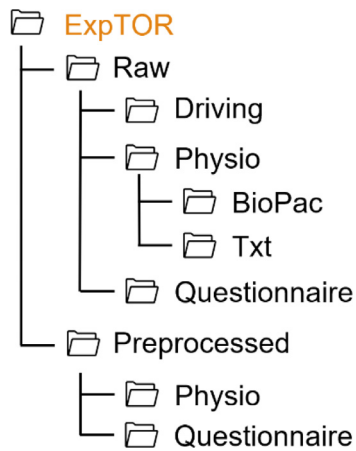 ExpTOR
Raw
Driving
Physio
BioPac
Txt
Questionnaire
Preprocessed
Physio
Questionnaire